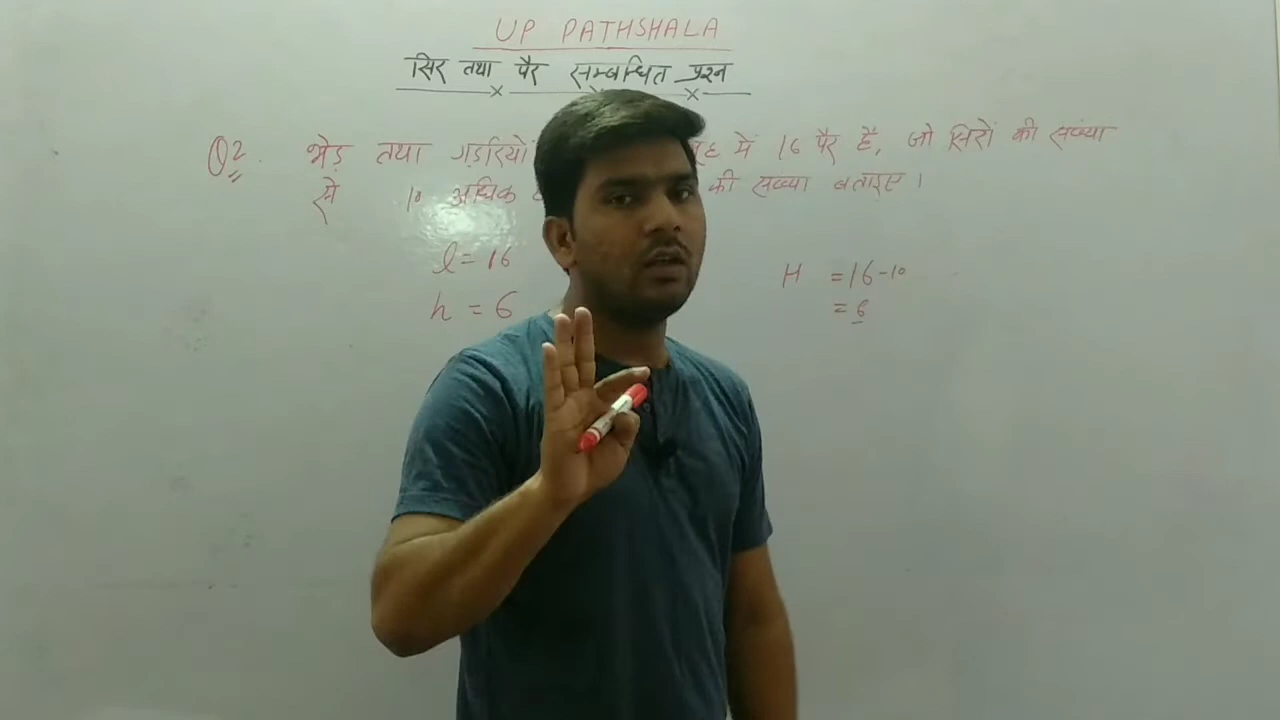 UP PATHSHALA
सिर तथा पैर सम्बन्धित प्रश्न
Q2. भेड़ तथा गड़रियों में 16 पैर है, जो सिरों की संख्या
से 10 अधिक की संख्या बताइए।
l = 16
h = 6
H = 16-10
= 6